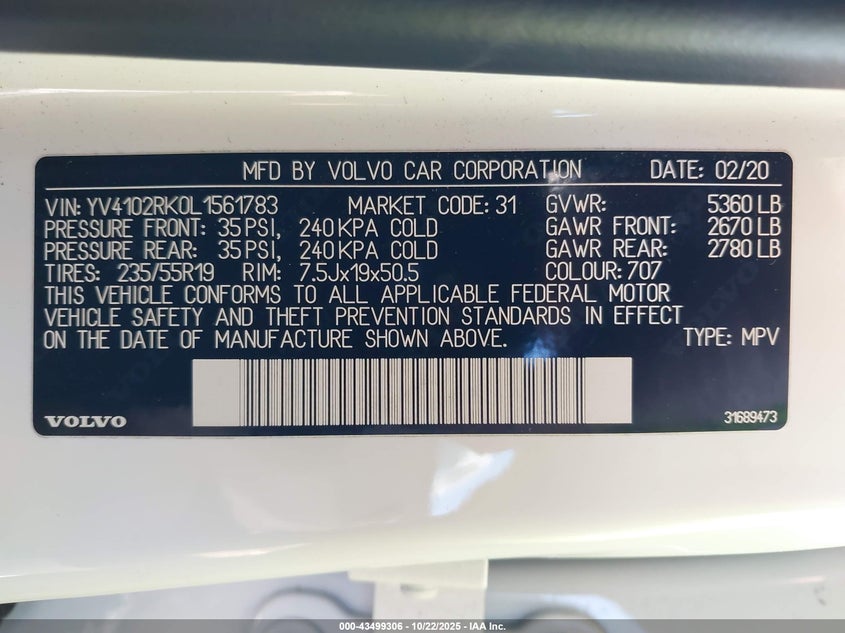 MFD BY VOLVO CAR CORPORATION DATE: 02/20
VIN: YV4102RK0L1561783 MARKET CODE: 31 GVWR: 5360 LB
PRESSURE FRONT: 35 PSI, 240 KPA COLD GAWR FRONT: 2670 LB
PRESSURE REAR: 35 PSI, 240 KPA COLD GAWR REAR: 2780 LB
TIRES: 235/55R19 RIM: 7.5Jx19x50.5 COLOUR: 707
THIS VEHICLE CONFORMS TO ALL APPLICABLE FEDERAL MOTOR
VEHICLE SAFETY AND THEFT PREVENTION STANDARDS IN EFFECT
ON THE DATE OF MANUFACTURE SHOWN ABOVE. TYPE: MPV
VOLVO 31689473
000-43499306 | 10/22/2025 - IAA Inc.